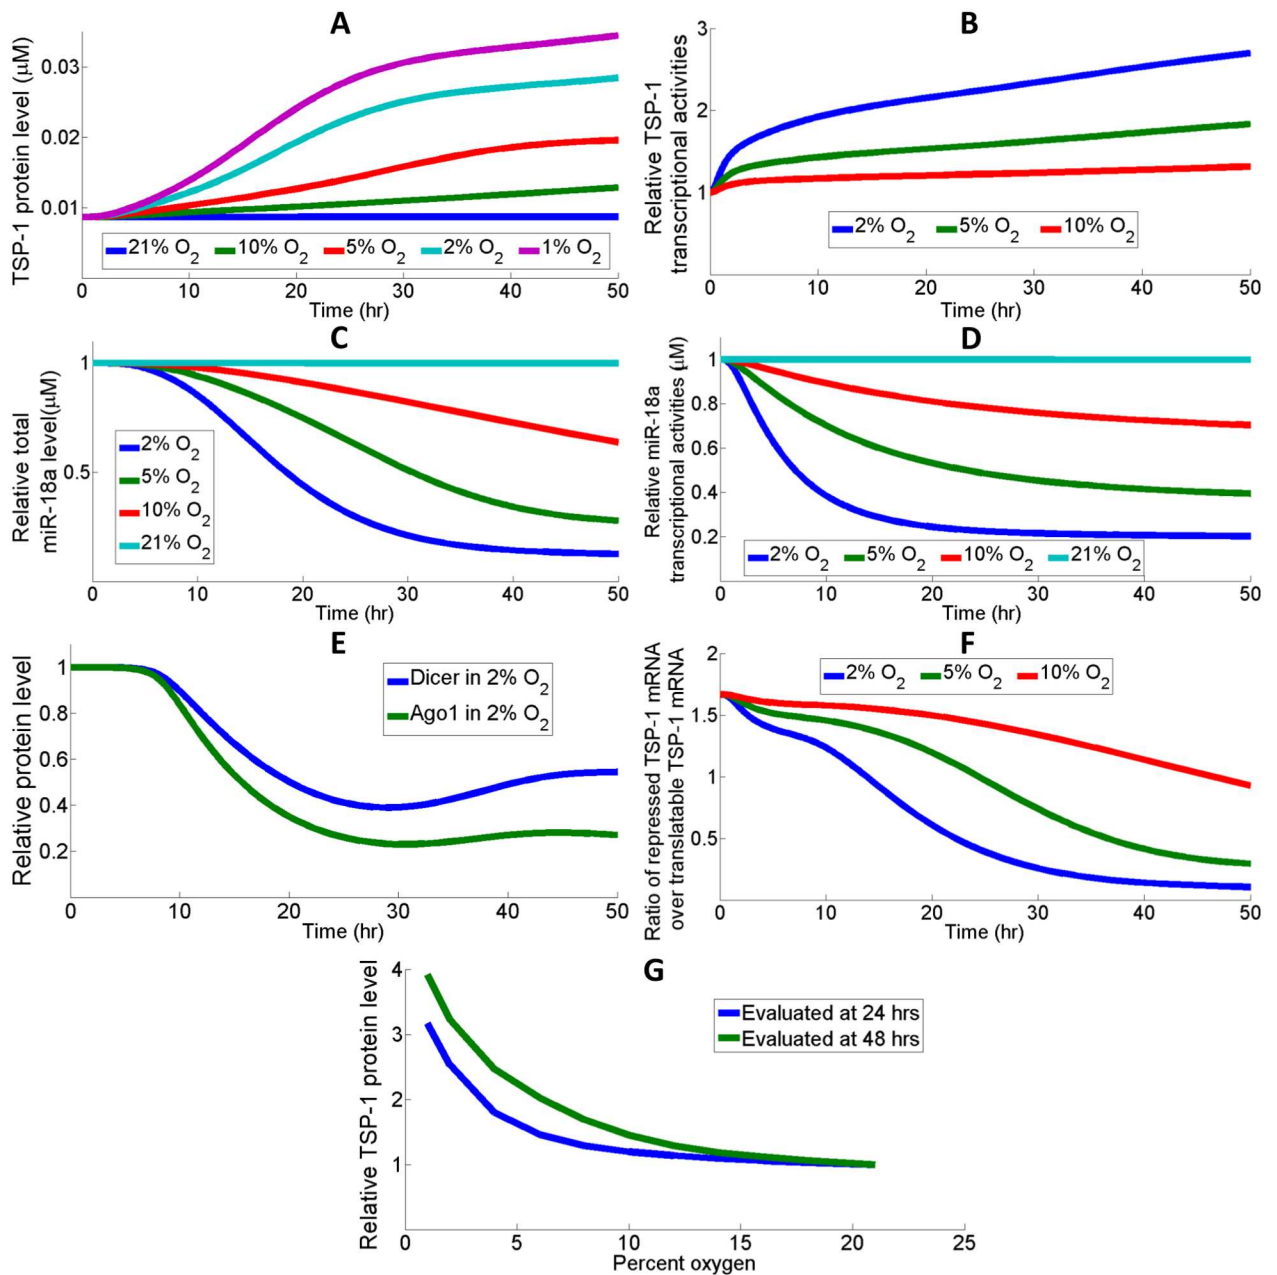 A
TSP-1 protein level (μM)
0.03
0.02
0.01
21% O2 10% O2 5% O2 2% O2 1% O2
0 10 20 30 40 50
Time (hr)
B
Relative TSP-1
transcriptional activities
3
2
1
2% O2 5% O2 10% O2
0 10 20 30 40 50
Time (hr)
C
Relative total
miR-18a level(μM)
1
0.5
2% O2
5% O2
10% O2
21% O2
0 10 20 30 40 50
Time (hr)
D
Relative miR-18a
transcriptional activities (μM)
1
0.8
0.6
0.4
0.2
2% O2 5% O2 10% O2 21% O2
0 10 20 30 40 50
Time (hr)
E
Relative protein level
1
0.8
0.6
0.4
0.2
Dicer in 2% O2
Ago1 in 2% O2
0 10 20 30 40 50
Time (hr)
F
Ratio of repressed TSP-1 mRNA
over translatable TSP-1 mRNA
2
1.5
1
0.5
2% O2 5% O2 10% O2
0 10 20 30 40 50
Time (hr)
G
Relative TSP-1 protein level
4
3
2
1
Evaluated at 24 hrs
Evaluated at 48 hrs
0 5 10 15 20 25
Percent oxygen